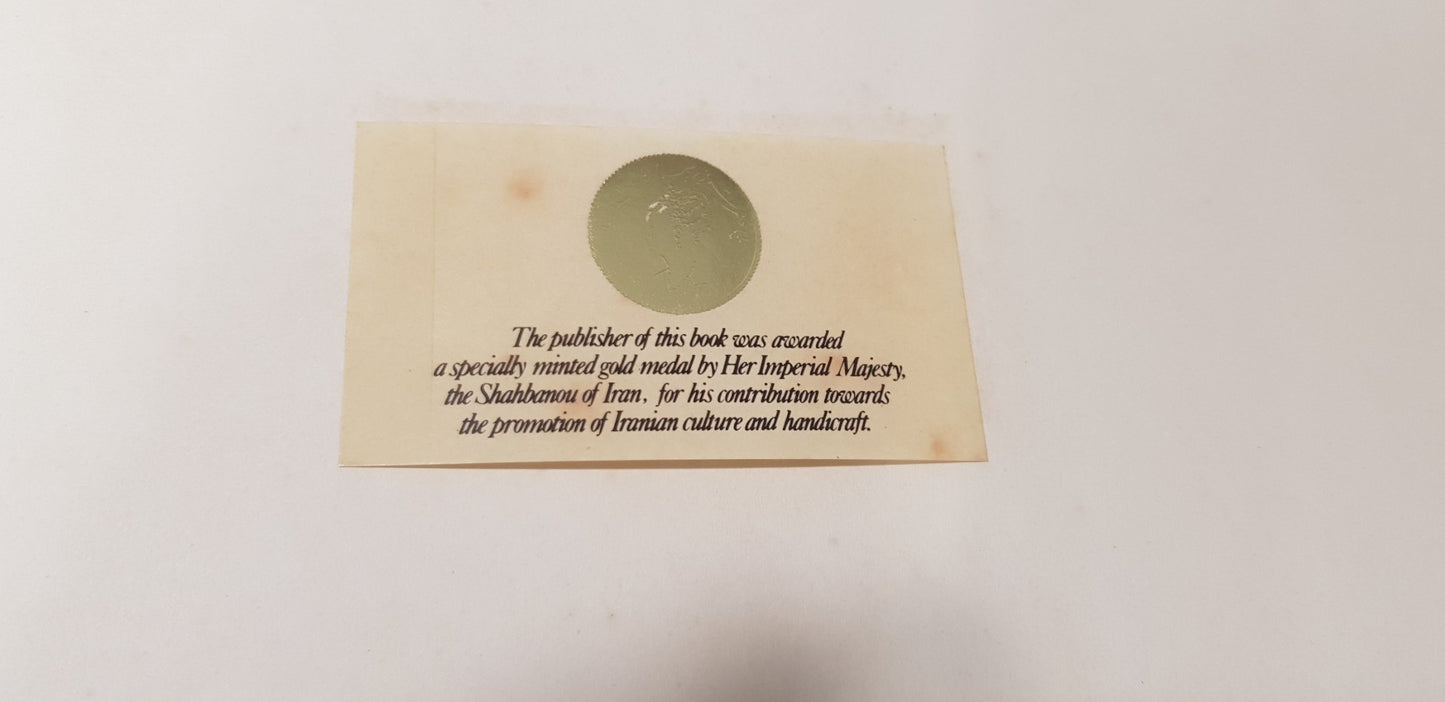 The publisher of this book was awarded
a specially minted gold medal by Her Imperial Majesty,
the Shahbanou of Iran, for his contribution towards
the promotion of Iranian culture and handicraft.